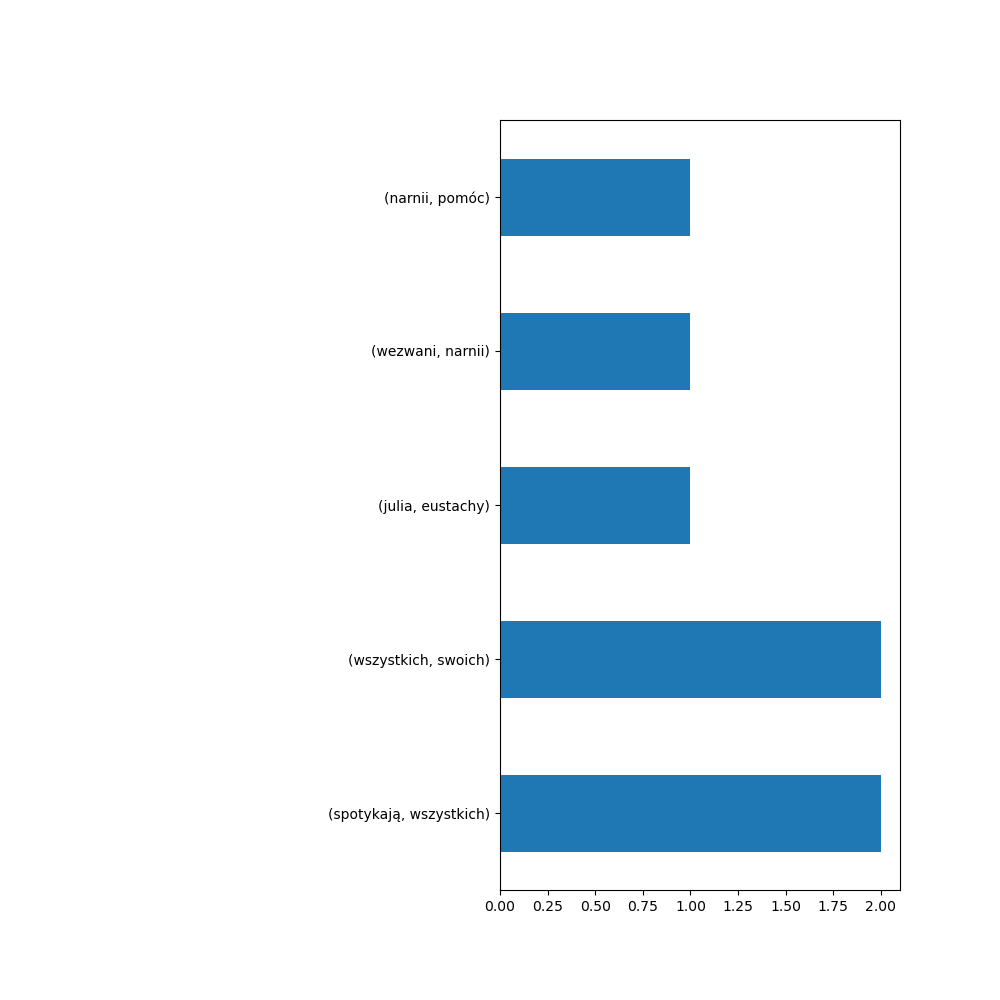 (narnii, pomóc)
(wezwani, narnii)
(julia, eustachy)
(wszystkich, swoich)
(spotykają, wszystkich)
0.00 0.25 0.50 0.75 1.00 1.25 1.50 1.75 2.00